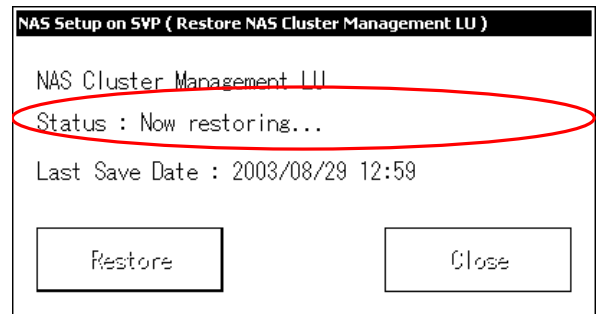 NAS Setup on SVP ( Restore NAS Cluster Management LU )
NAS Cluster Management LU
Status : Now restoring...
Last Save Date : 2003/08/29 12:59
Restore Close